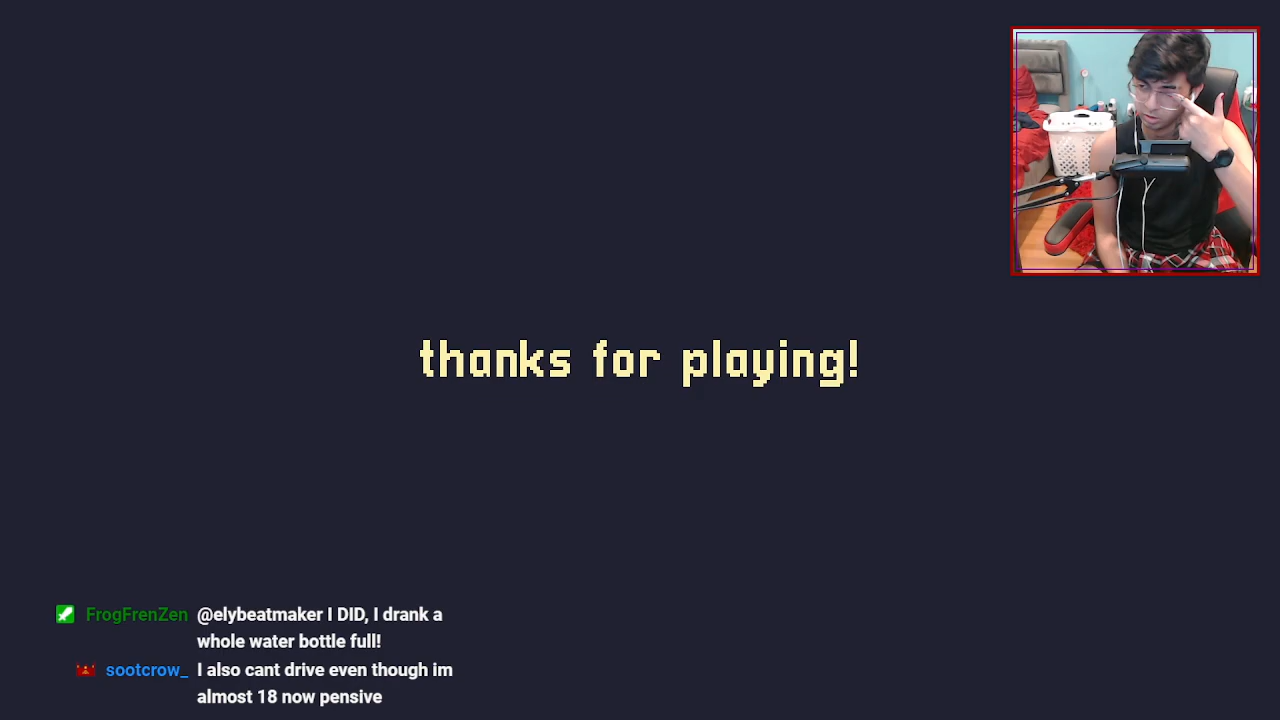 thanks for playing!
FrogFrenZen @elybeatmaker I DID, I drank a
whole water bottle full!
sootcrow_ I also cant drive even though im
almost 18 now pensive